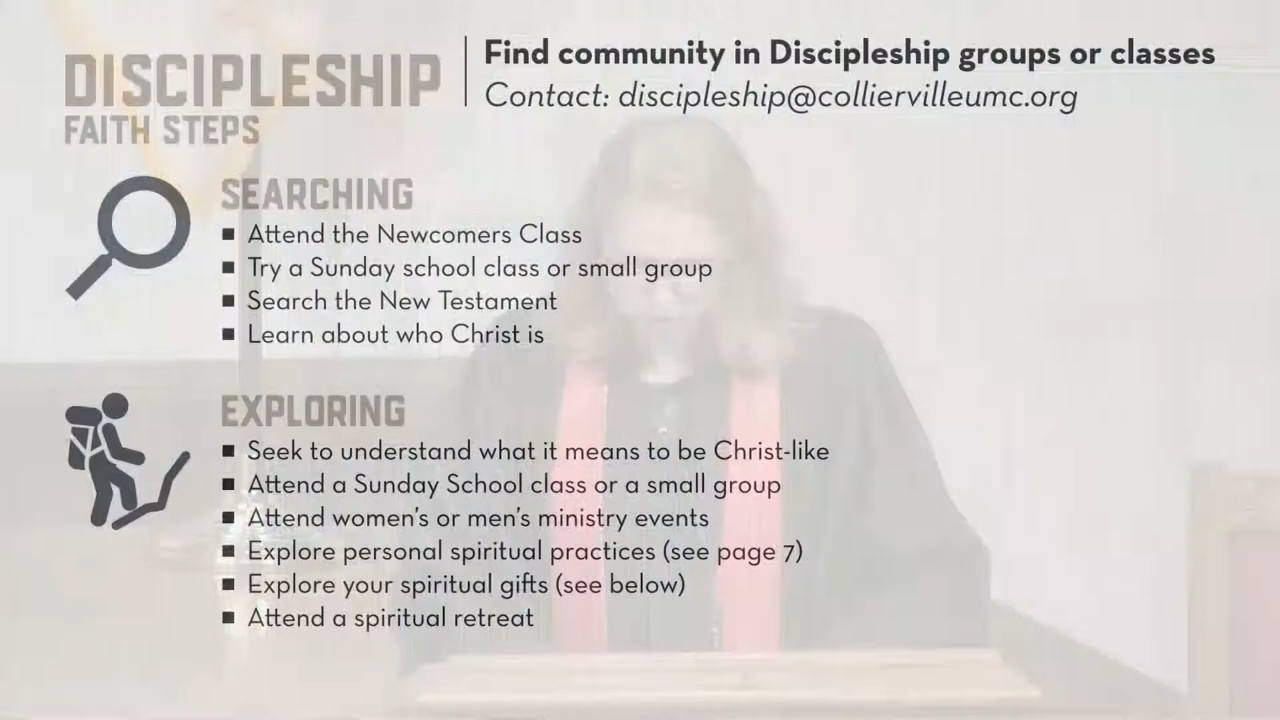 DISCIPLESHIP
FAITH STEPS
Find community in Discipleship groups or classes
Contact: discipleship@colliervilleumc.org
SEARCHING
▪ Attend the Newcomers Class
▪ Try a Sunday school class or small group
▪ Search the New Testament
▪ Learn about who Christ is
EXPLORING
▪ Seek to understand what it means to be Christ-like
▪ Attend a Sunday School class or a small group
▪ Attend women's or men's ministry events
▪ Explore personal spiritual practices (see page 7)
▪ Explore your spiritual gifts (see below)
▪ Attend a spiritual retreat